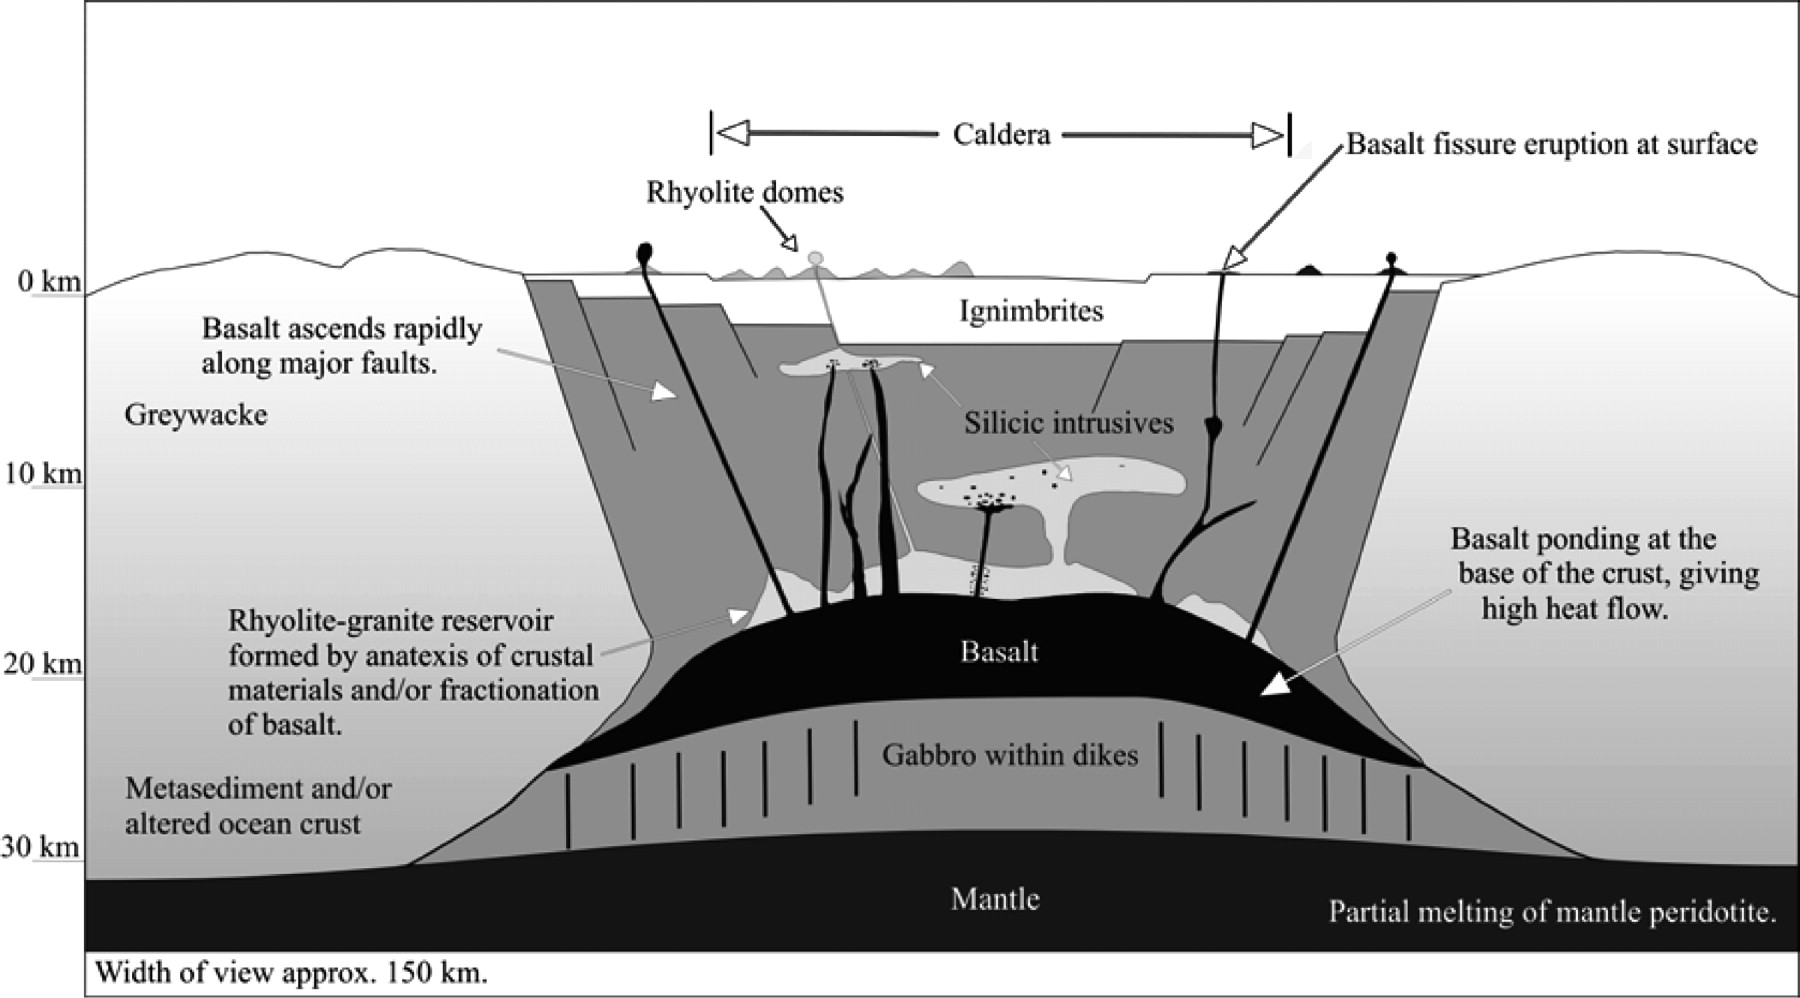 Caldera
Basalt fissure eruption at surface
Rhyolite domes
0 km
Ignimbrites
Basalt ascends rapidly
along major faults.
Greywacke
Silicic intrusives
10 km
Basalt ponding at the
base of the crust, giving
high heat flow.
Rhyolite-granite reservoir
formed by anatexis of crustal
materials and/or fractionation
of basalt.
Basalt
20 km
Gabbro within dikes
Metasediment and/or
altered ocean crust
30 km
Mantle
Partial melting of mantle peridotite.
Width of view approx. 150 km.